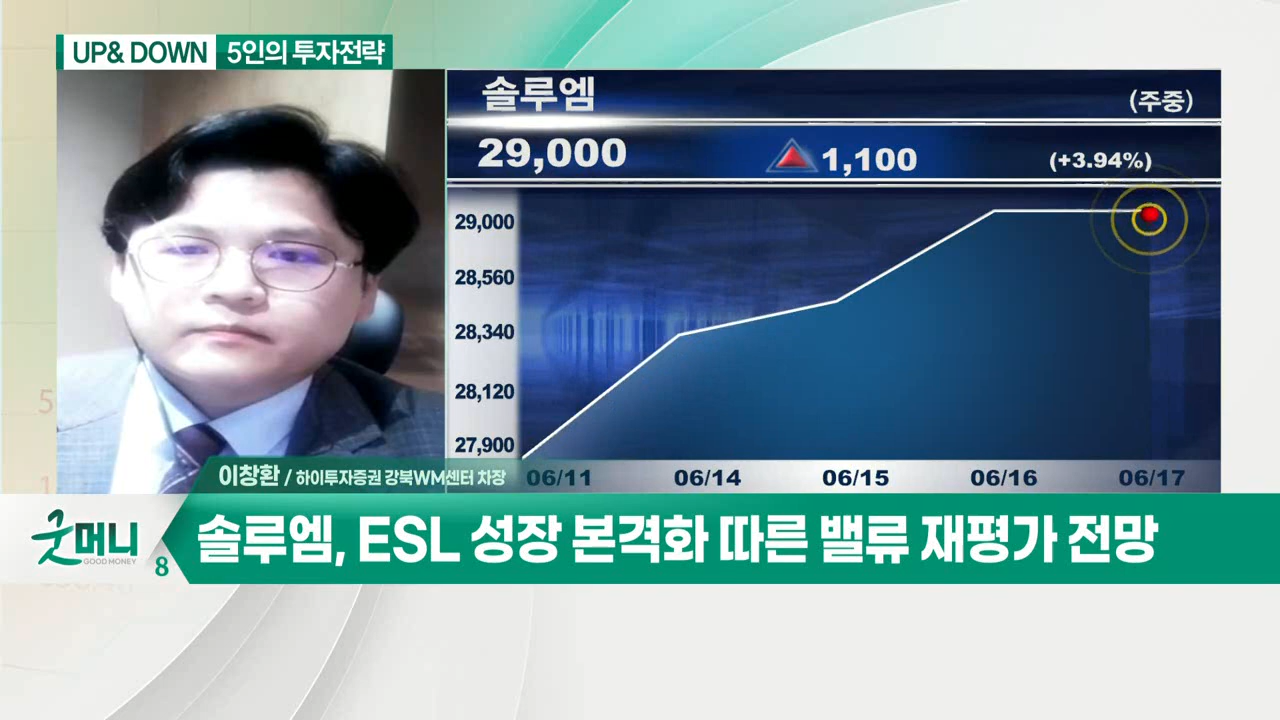 UP& DOWN 5인의 투자전략
솔루엠
(주중)
29,000 1,100 (+3.94%)
29,000
28,560
28,340
28,120
27,900
06/11 06/14 06/15 06/16 06/17
이창환 / 하이투자증권 강북WM센터 차장
굿머니
GOOD MONEY
8
솔루엠, ESL 성장 본격화 따른 밸류 재평가 전망
5
1